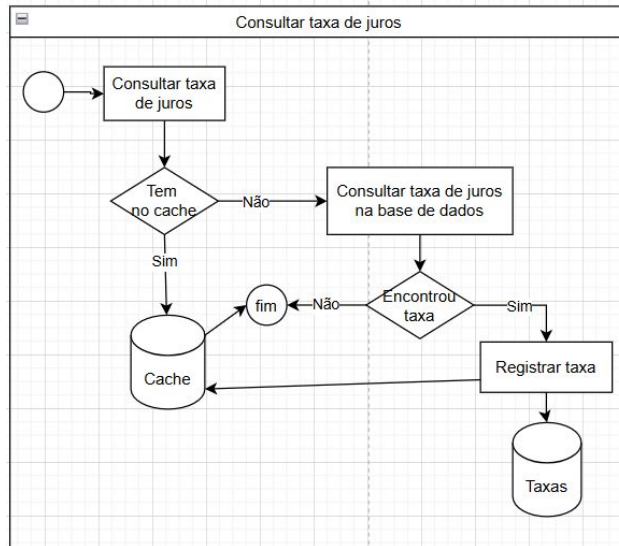 Consultar taxa de juros
Consultar taxa
de juros
Tem
no cache
Não
Consultar taxa de juros
na base de dados
Sim
fim
Não
Encontrou
taxa
Sim
Cache
Registrar taxa
Taxas